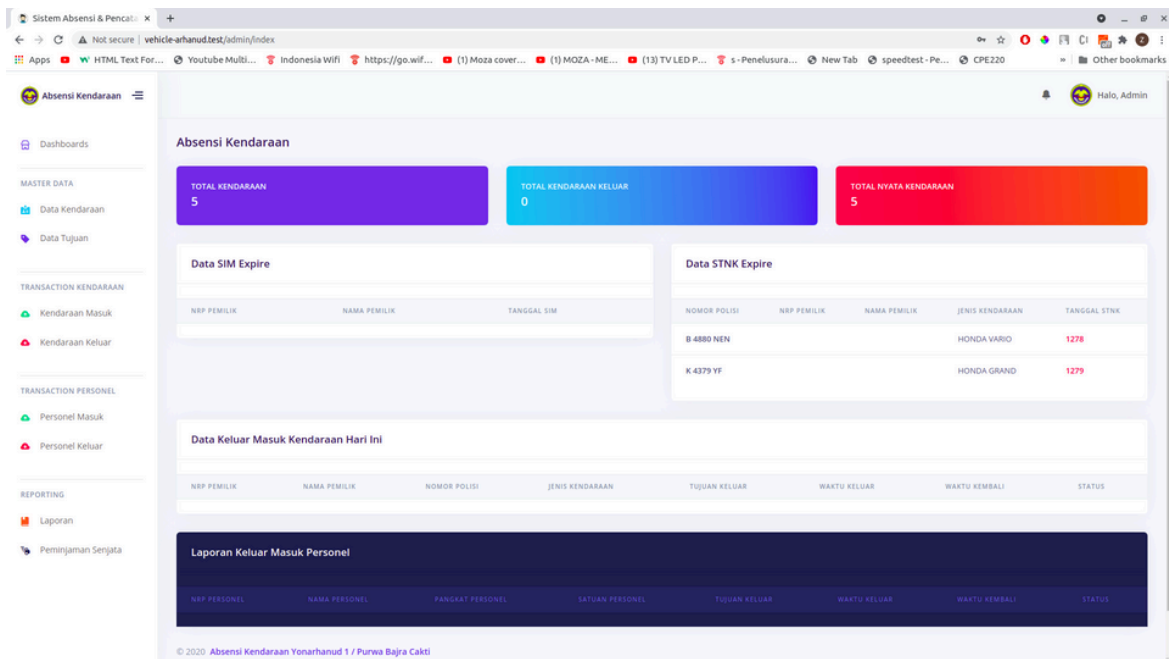 Sistem Absensi & Pencata
Not secure | vehicle-arhanud.test/admin/index
Apps HTML Text For... Youtube Multi... Indonesia Wifi https://go.wif... (1) Moza cover... (1) MOZA - ME... (13) TV LED P... s - Penelusura... New Tab speedtest - Pe... CPE220 » Other bookmarks
Absensi Kendaraan
Halo, Admin
Dashboards
MASTER DATA
Data Kendaraan
Data Tujuan
TRANSACTION KENDARAAN
Kendaraan Masuk
Kendaraan Keluar
TRANSACTION PERSONEL
Personel Masuk
Personel Keluar
REPORTING
Laporan
Peminjaman Senjata
Absensi Kendaraan
TOTAL KENDARAAN
5
TOTAL KENDARAAN KELUAR
0
TOTAL NYATA KENDARAAN
5
Data SIM Expire
NRP PEMILIK NAMA PEMILIK TANGGAL SIM
Data STNK Expire
NOMOR POLISI NRP PEMILIK NAMA PEMILIK JENIS KENDARAAN TANGGAL STNK
B 4880 NEN HONDA VARIO 1278
K 4379 YF HONDA GRAND 1279
Data Keluar Masuk Kendaraan Hari Ini
NRP PEMILIK NAMA PEMILIK NOMOR POLISI JENIS KENDARAAN TUJUAN KELUAR WAKTU KELUAR WAKTU KEMBALI STATUS
Laporan Keluar Masuk Personel
NRP PERSONEL NAMA PERSONEL PANGKAT PERSONEL SATUAN PERSONEL TUJUAN KELUAR WAKTU KELUAR WAKTU KEMBALI STATUS
© 2020 Absensi Kendaraan Yonarhanud 1 / Purwa Bajra Cakti